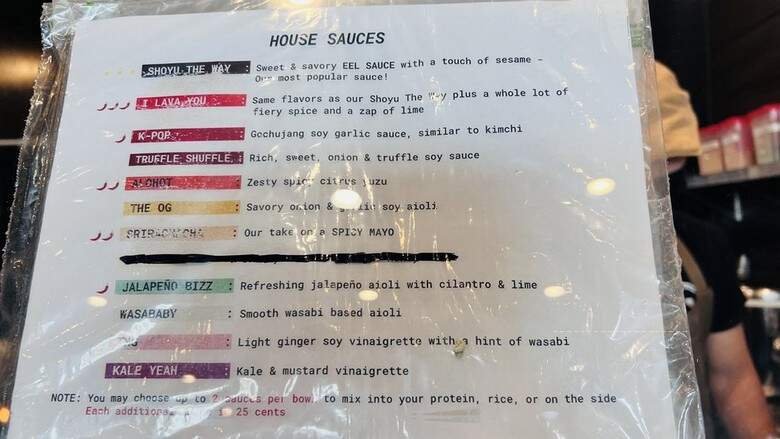 HOUSE SAUCES
SHOYU THE WAY : Sweet & savory EEL SAUCE with a touch of sesame -
Our most popular sauce!
I LAVA YOU : Same flavors as our Shoyu The Way plus a whole lot of
fiery spice and a zap of lime
K-POP : Gochujang soy garlic sauce, similar to kimchi
TRUFFLE SHUFFLE : Rich, sweet, onion & truffle soy sauce
: Zesty spicy citrus yuzu
THE OG : Savory onion & garlic soy aioli
SRIRACHACHA : Our take on a SPICY MAYO
JALAPEÑO BIZZ : Refreshing jalapeño aioli with cilantro & lime
WASABABY : Smooth wasabi based aioli
: Light ginger soy vinaigrette with a hint of wasabi
KALE YEAH : Kale & mustard vinaigrette
NOTE: You may choose up to 2 sauces per bowl to mix into your protein, rice, or on the side
Each additional is 25 cents